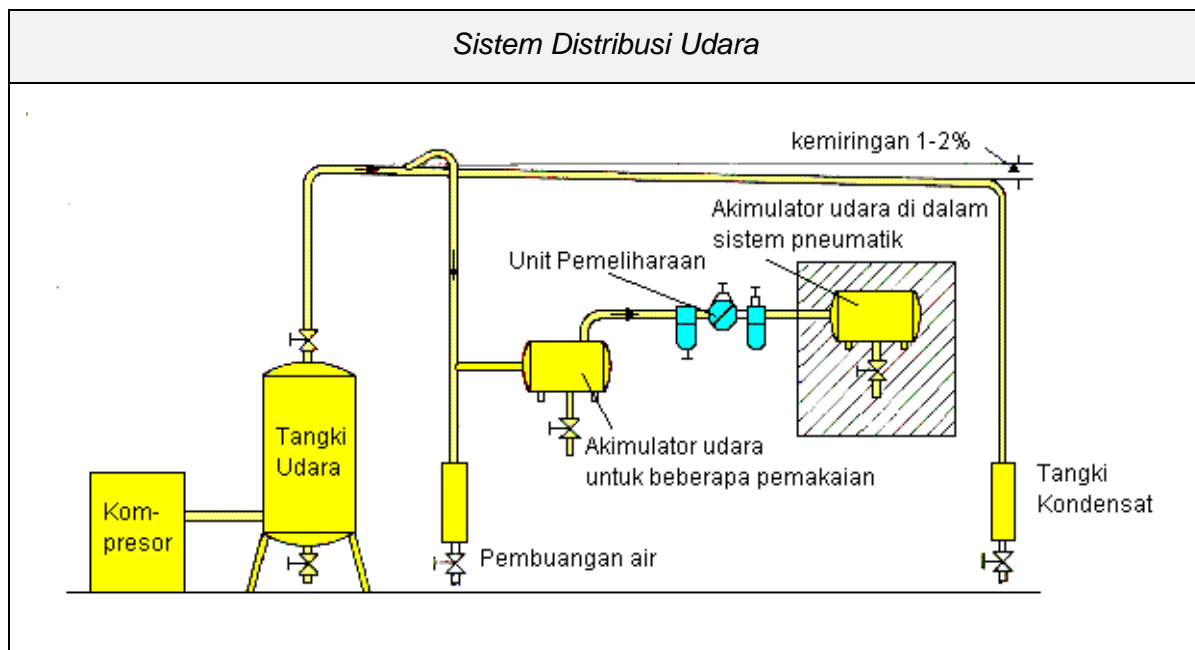 Sistem Distribusi Udara
kemiringan 1-2%
Akimulator udara di dalam
sistem pneumatik
Unit Pemeliharaan
Tangki
Udara
Akimulator udara
untuk beberapa pemakaian
Tangki
Kondensat
Kom-
presor
Pembuangan air